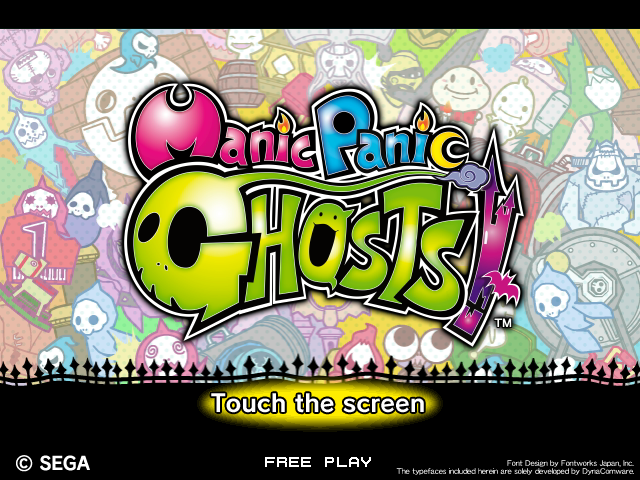 Manic Panic
GHOSTS!
TM
Touch the screen
© SEGA
FREE PLAY
Font Design by Fontworks Japan, Inc.
The typefaces included herein are solely developed by DynaComware.